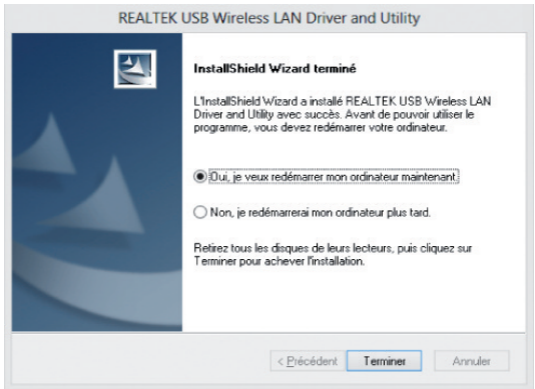 REALTEK USB Wireless LAN Driver and Utility
InstallShield Wizard terminé
L'InstallShield Wizard a installé REALTEK USB Wireless LAN
Driver and Utility avec succès. Avant de pouvoir utiliser le
programme, vous devez redémarrer votre ordinateur.
Oui, je veux redémarrer mon ordinateur maintenant.
Non, je redémarrerai mon ordinateur plus tard.
Retirez tous les disques de leurs lecteurs, puis cliquez sur
Terminer pour achever l'installation.
< Précédent
Terminer
Annuler